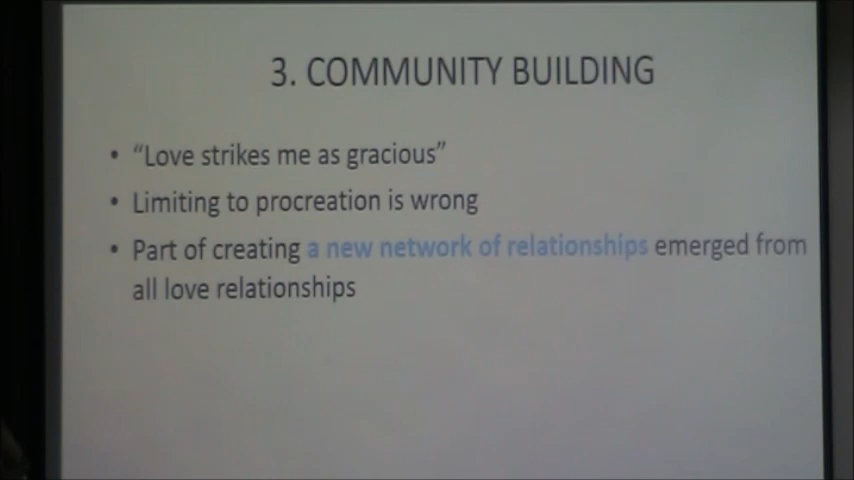 3. COMMUNITY BUILDING
• “Love strikes me as gracious”
• Limiting to procreation is wrong
• Part of creating a new network of relationships emerged from
all love relationships